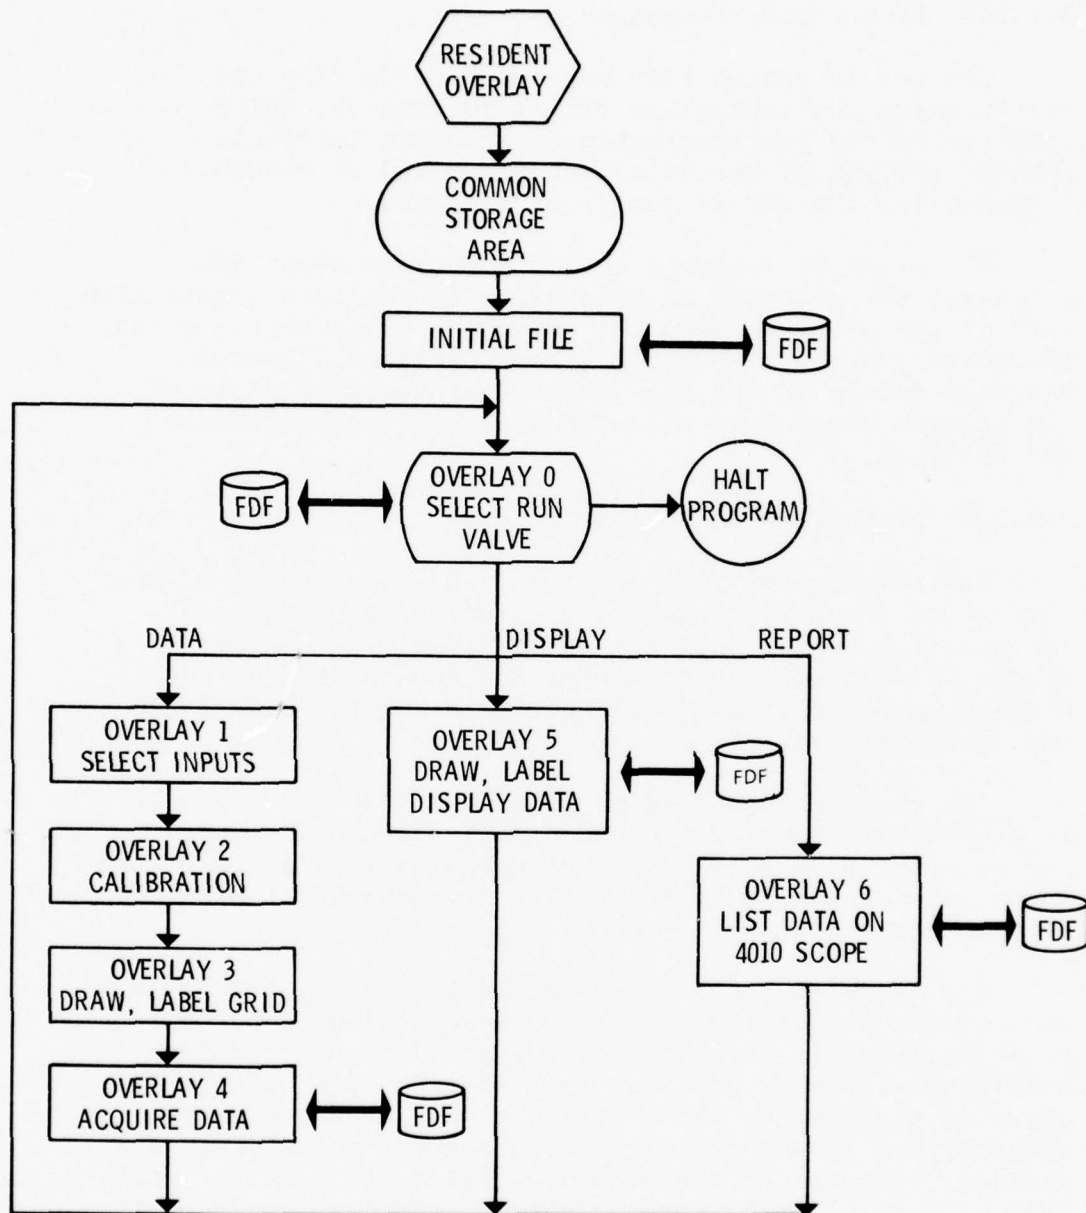 RESIDENT
OVERLAY
COMMON
STORAGE
AREA
INITIAL FILE
FDF
FDF
OVERLAY 0
SELECT RUN
VALVE
HALT
PROGRAM
DATA
DISPLAY
REPORT
OVERLAY 1
SELECT INPUTS
OVERLAY 5
DRAW, LABEL
DISPLAY DATA
FDF
OVERLAY 2
CALIBRATION
OVERLAY 6
LIST DATA ON
4010 SCOPE
FDF
OVERLAY 3
DRAW, LABEL GRID
OVERLAY 4
ACQUIRE DATA
FDF